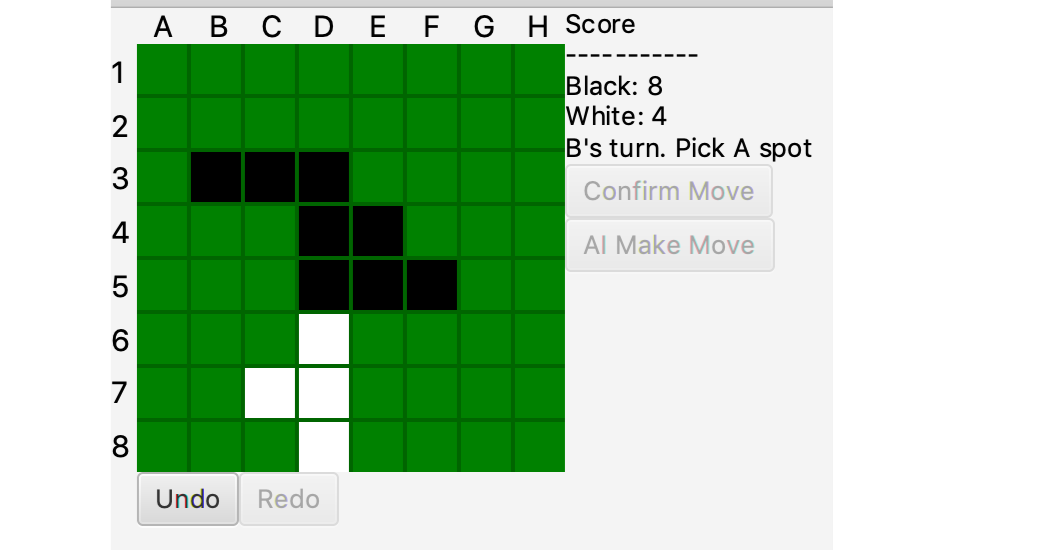 A B C D E F G H
Score
-----------
Black: 8
White: 4
B's turn. Pick A spot
Confirm Move
AI Make Move
1
2
3
4
5
6
7
8
Undo Redo